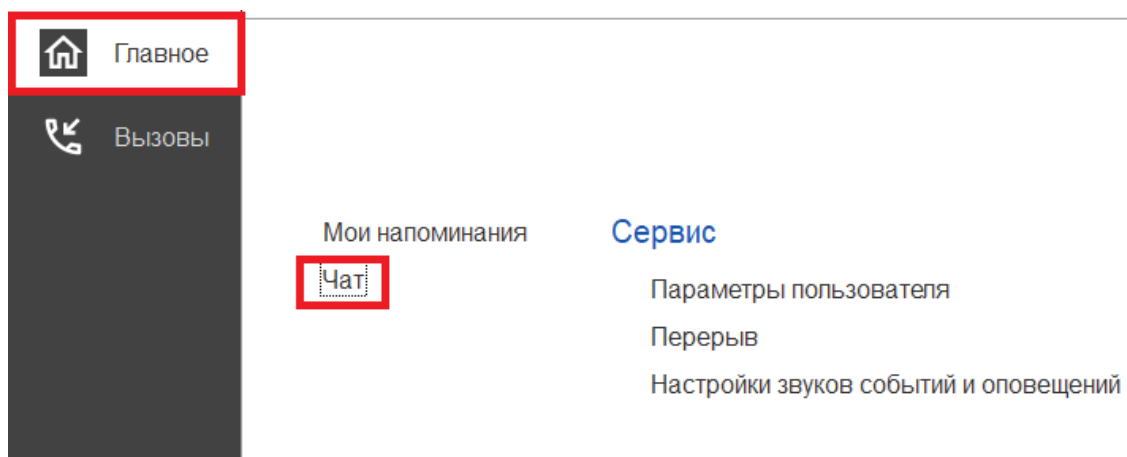 Главное
Вызовы
Мои напоминания
Чат
Сервис
Параметры пользователя
Перерыв
Настройки звуков событий и оповещений